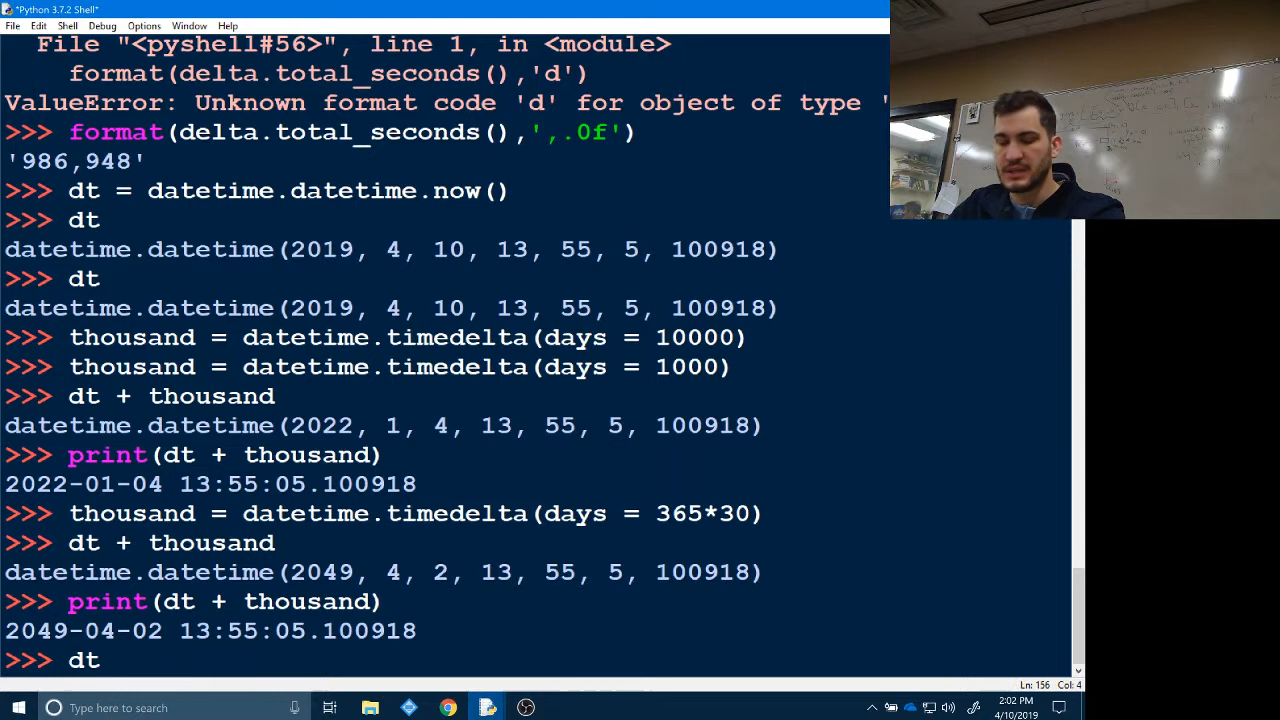 *Python 3.7.2 Shell*
File Edit Shell Debug Options Window Help
File "<pyshell#56>", line 1, in <module>
format(delta.total_seconds(),'d')
ValueError: Unknown format code 'd' for object of type '
>>> format(delta.total_seconds(),',.0f')
'986,948'
>>> dt = datetime.datetime.now()
>>> dt
datetime.datetime(2019, 4, 10, 13, 55, 5, 100918)
>>> dt
datetime.datetime(2019, 4, 10, 13, 55, 5, 100918)
>>> thousand = datetime.timedelta(days = 10000)
>>> thousand = datetime.timedelta(days = 1000)
>>> dt + thousand
datetime.datetime(2022, 1, 4, 13, 55, 5, 100918)
>>> print(dt + thousand)
2022-01-04 13:55:05.100918
>>> thousand = datetime.timedelta(days = 365*30)
>>> dt + thousand
datetime.datetime(2049, 4, 2, 13, 55, 5, 100918)
>>> print(dt + thousand)
2049-04-02 13:55:05.100918
>>> dt
Ln: 156 Col: 4
Type here to search
2:02 PM
4/10/2019